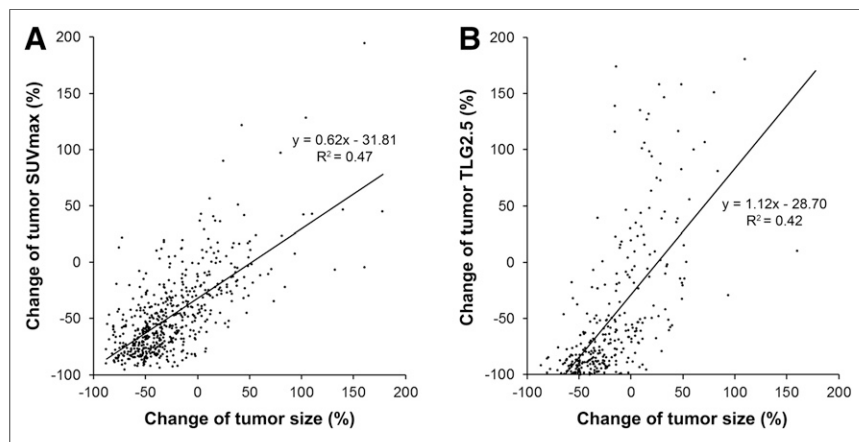 A
Change of tumor SUVmax (%)
200
150
100
50
0
-50
-100
y = 0.62x - 31.81
R² = 0.47
-100 -50 0 50 100 150 200
Change of tumor size (%)
B
Change of tumor TLG2.5 (%)
200
150
100
50
0
-50
-100
y = 1.12x - 28.70
R² = 0.42
-100 -50 0 50 100 150 200
Change of tumor size (%)